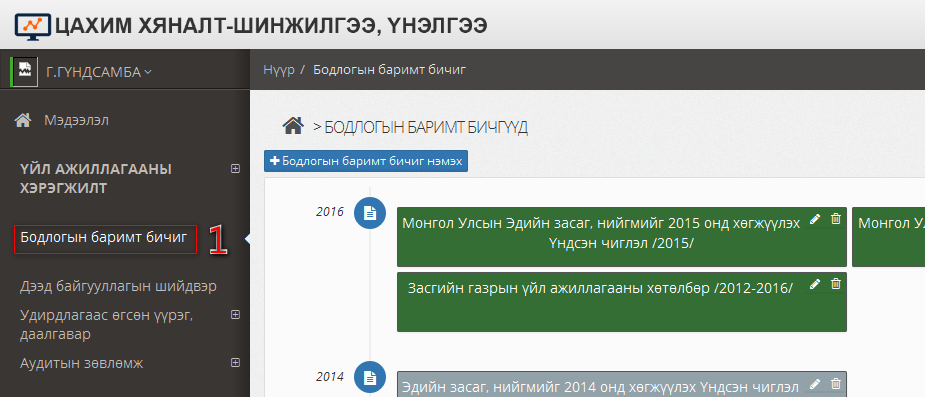 ЦАХИМ ХЯНАЛТ-ШИНЖИЛГЭЭ, ҮНЭЛГЭЭ
Г.ГҮНДСАМБА
Нүүр / Бодлогын баримт бичиг
Мэдээлэл
> БОДЛОГЫН БАРИМТ БИЧГҮҮД
Бодлогын баримт бичиг нэмэх
ҮЙЛ АЖИЛЛАГААНЫ
ХЭРЭГЖИЛТ
Бодлогын баримт бичиг
1
Дээд байгууллагын шийдвэр
Удирдлагаас өгсөн үүрэг,
даалгавар
Аудитын зөвлөмж
2016
Монгол Улсын Эдийн засаг, нийгмийг 2015 онд хөгжүүлэх
Үндсэн чиглэл /2015/
Монгол У
Засгийн газрын үйл ажиллагааны хөтөлбөр /2012-2016/
2014
Эдийн засаг, нийгмийг 2014 онд хөгжүүлэх Үндсэн чиглэл